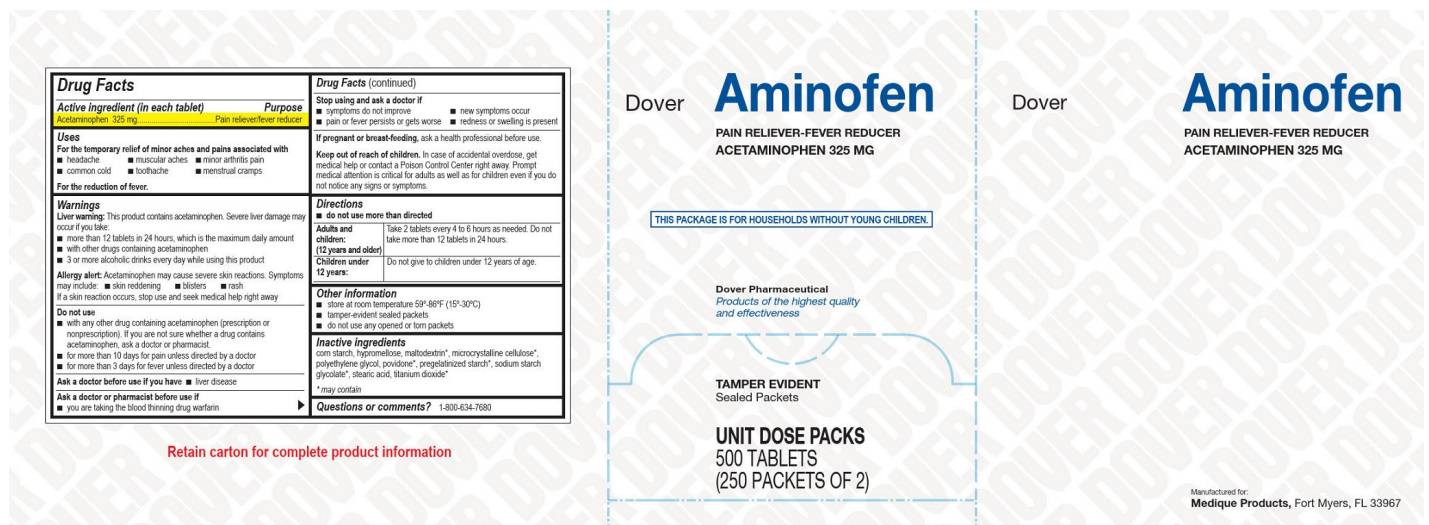 Drug Facts
Active ingredient (in each tablet) Purpose
Acetaminophen 325 mg.................................Pain reliever/fever reducer
Uses
For the temporary relief of minor aches and pains associated with
■ headache ■ muscular aches ■ minor arthritis pain
■ common cold ■ toothache ■ menstrual cramps
For the reduction of fever.
Warnings
Liver warning: This product contains acetaminophen. Severe liver damage may
occur if you take:
■ more than 12 tablets in 24 hours, which is the maximum daily amount
■ with other drugs containing acetaminophen
■ 3 or more alcoholic drinks every day while using this product
Allergy alert: Acetaminophen may cause severe skin reactions. Symptoms
may include: ■ skin reddening ■ blisters ■ rash
If a skin reaction occurs, stop use and seek medical help right away
Do not use
■ with any other drug containing acetaminophen (prescription or
nonprescription). If you are not sure whether a drug contains
acetaminophen, ask a doctor or pharmacist.
■ for more than 10 days for pain unless directed by a doctor
■ for more than 3 days for fever unless directed by a doctor
Ask a doctor before use if you have ■ liver disease
Ask a doctor or pharmacist before use if
■ you are taking the blood thinning drug warfarin
Drug Facts (continued)
Stop using and ask a doctor if
■ symptoms do not improve ■ new symptoms occur
■ pain or fever persists or gets worse ■ redness or swelling is present
If pregnant or breast-feeding, ask a health professional before use.
Keep out of reach of children. In case of accidental overdose, get
medical help or contact a Poison Control Center right away. Prompt
medical attention is critical for adults as well as for children even if you do
not notice any signs or symptoms.
Directions
■ do not use more than directed
Adults and Take 2 tablets every 4 to 6 hours as needed. Do not
children: take more than 12 tablets in 24 hours.
(12 years and older)
Children under Do not give to children under 12 years of age.
12 years:
Other information
■ store at room temperature 59º-86ºF (15º-30ºC)
■ tamper-evident sealed packets
■ do not use any opened or torn packets
Inactive ingredients
corn starch, hypromellose, maltodextrin*, microcrystalline cellulose*,
polyethylene glycol, povidone*, pregelatinized starch*, sodium starch
glycolate*, stearic acid, titanium dioxide*
* may contain
Questions or comments? 1-800-634-7680
Retain carton for complete product information
Dover Aminofen
PAIN RELIEVER-FEVER REDUCER
ACETAMINOPHEN 325 MG
THIS PACKAGE IS FOR HOUSEHOLDS WITHOUT YOUNG CHILDREN.
Dover Pharmaceutical
Products of the highest quality
and effectiveness
TAMPER EVIDENT
Sealed Packets
UNIT DOSE PACKS
500 TABLETS
(250 PACKETS OF 2)
Dover Aminofen
PAIN RELIEVER-FEVER REDUCER
ACETAMINOPHEN 325 MG
Manufactured for:
Medique Products, Fort Myers, FL 33967